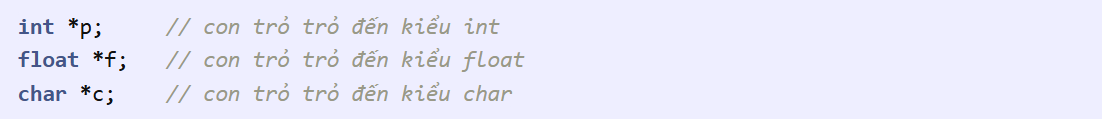 int *p;     // con trỏ trỏ đến kiểu int
float *f;   // con trỏ trỏ đến kiểu float
char *c;    // con trỏ trỏ đến kiểu char